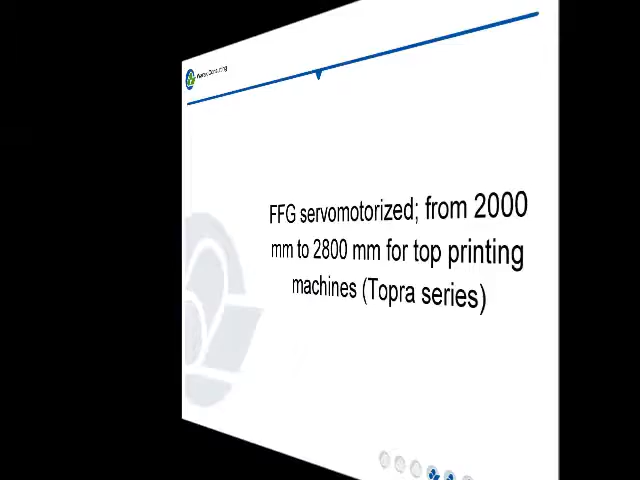 FFG servomotorized; from 2000
mm to 2800 mm for top printing
machines (Topra series)